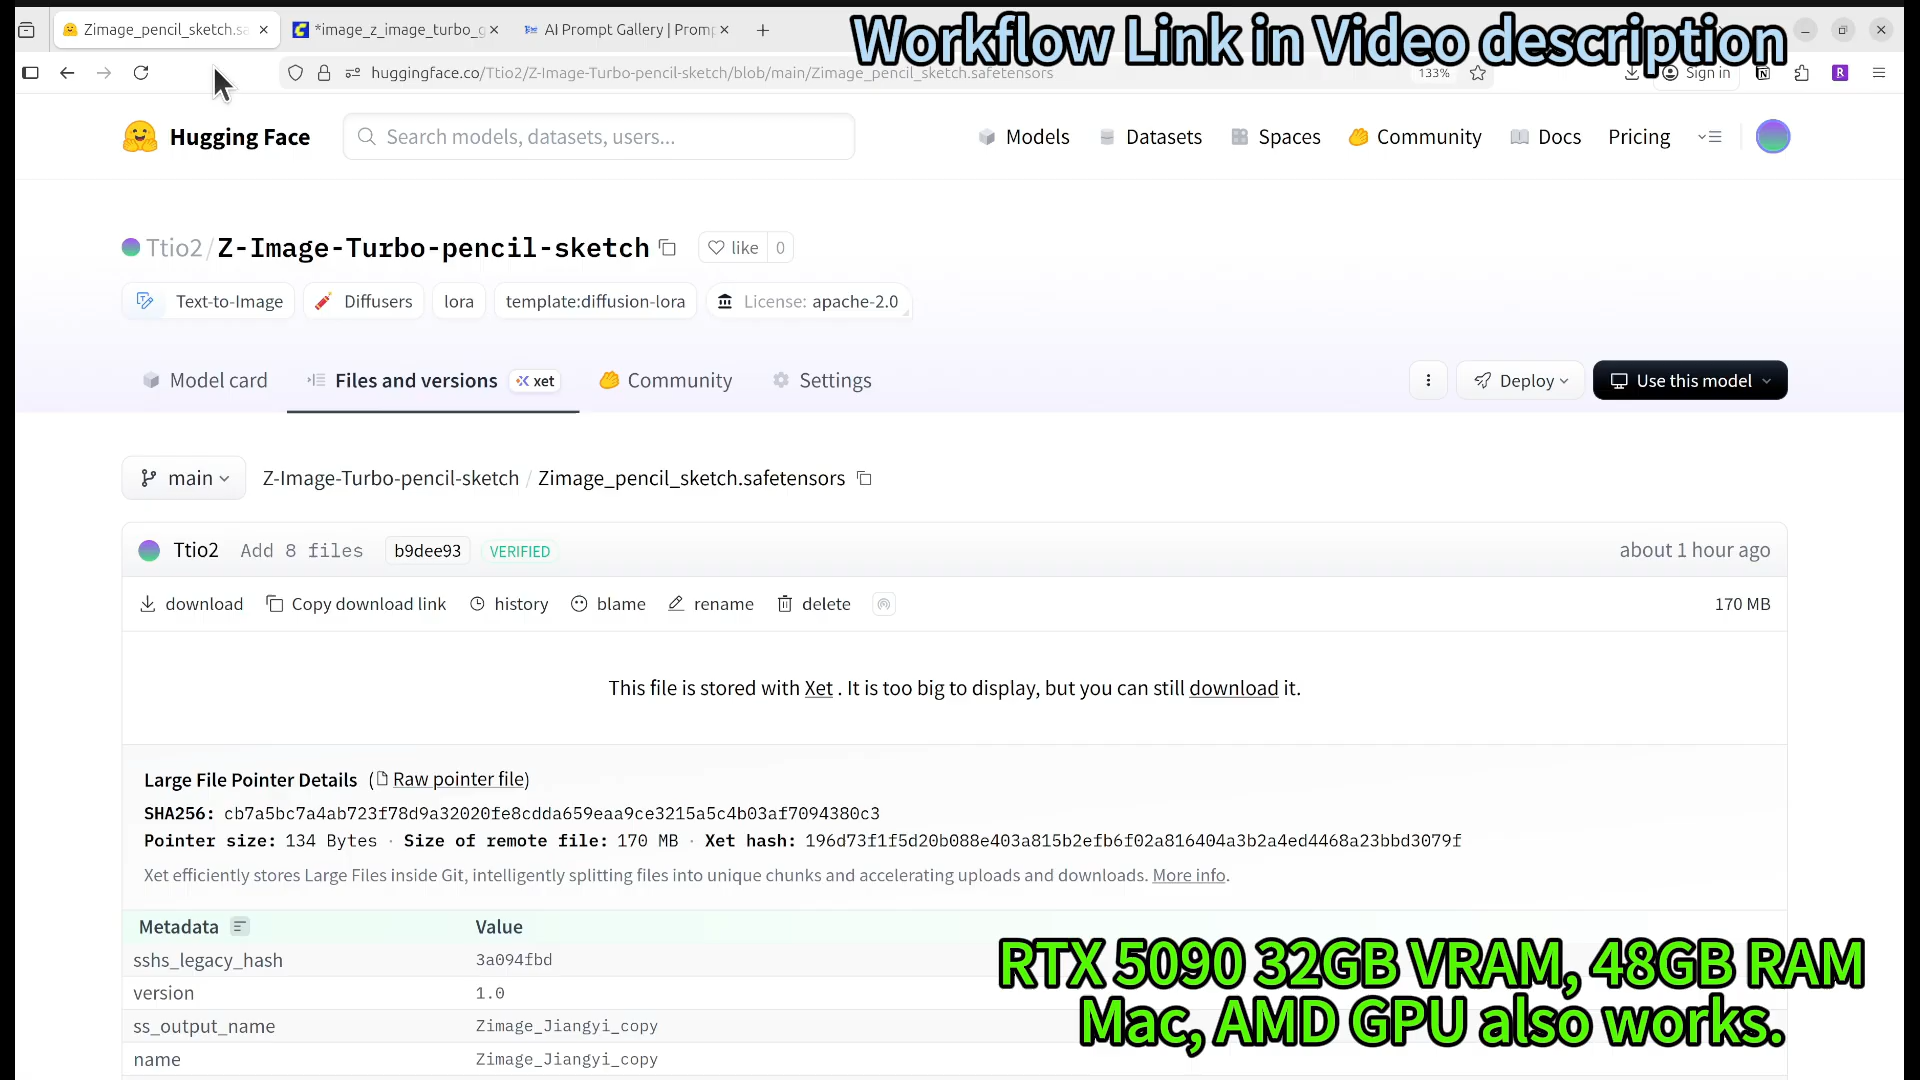 Zimage_pencil_sketch.sa
*image_z_image_turbo_g
AI Prompt Gallery | Promp
Workflow Link in Video description
huggingface.co/Ttio2/Z-Image-Turbo-pencil-sketch/blob/main/Zimage_pencil_sketch.safetensors
133%
Sign in
Hugging Face
Search models, datasets, users...
Models
Datasets
Spaces
Community
Docs
Pricing
Ttio2/Z-Image-Turbo-pencil-sketch
like 0
Text-to-Image
Diffusers
lora
template:diffusion-lora
License: apache-2.0
Model card
Files and versions
xet
Community
Settings
Deploy
Use this model
main
Z-Image-Turbo-pencil-sketch / Zimage_pencil_sketch.safetensors
Ttio2 Add 8 files b9dee93 VERIFIED
about 1 hour ago
download
Copy download link
history
blame
rename
delete
170 MB
This file is stored with Xet . It is too big to display, but you can still download it.
Large File Pointer Details ( Raw pointer file)
SHA256: cb7a5bc7a4ab723f78d9a32020fe8cdda659eaa9ce3215a5c4b03af7094380c3
Pointer size: 134 Bytes · Size of remote file: 170 MB · Xet hash: 196d73f1f5d20b088e403a815b2efb6f02a816404a3b2a4ed4468a23bbd3079f
Xet efficiently stores Large Files inside Git, intelligently splitting files into unique chunks and accelerating uploads and downloads. More info.
Metadata Value
sshs_legacy_hash 3a094fbd
version 1.0
ss_output_name Zimage_Jiangyi_copy
name Zimage_Jiangyi_copy
RTX 5090 32GB VRAM, 48GB RAM
Mac, AMD GPU also works.